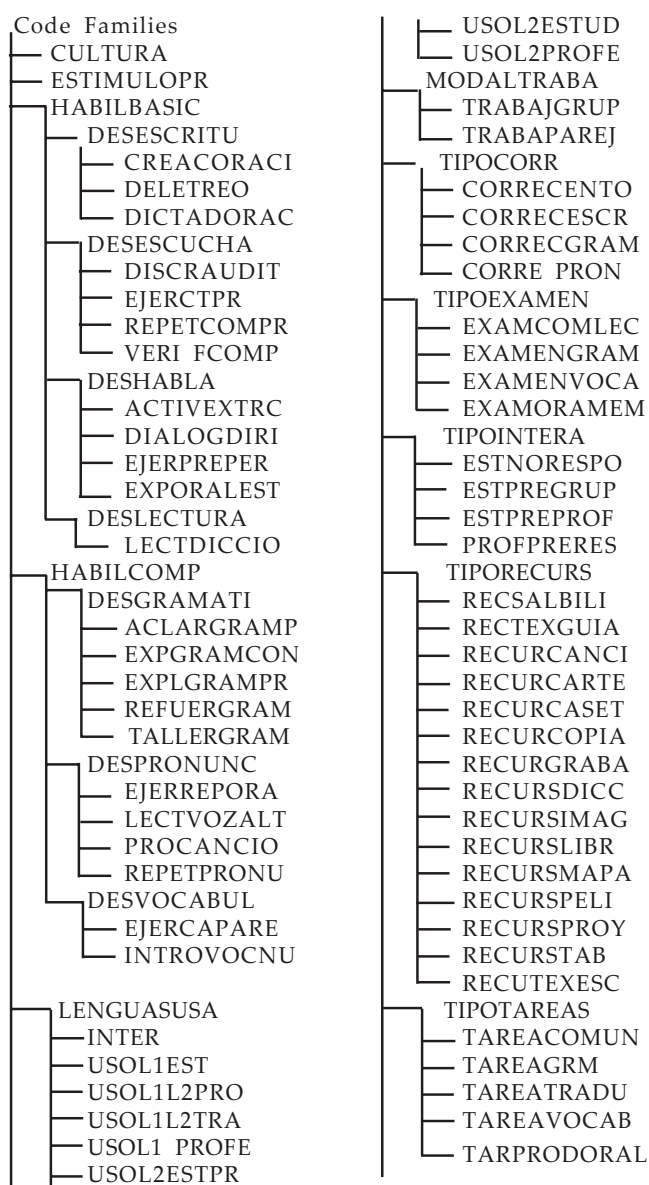 Code Families
CULTURA
ESTIMULOPR
HABILBASIC
DESESCRITU
CREACORACI
DELETREO
DICTADORAC
DESESCUCHA
DISCRAUDIT
EJERCTPR
REPETCOMPR
VERI FCOMP
DESHABLA
ACTIVEXTRC
DIALOGDIRI
EJERPREPER
EXPORALEST
DESLECTURA
LECTDICCIO
HABILCOMP
DESGRAMATI
ACLARGRAMP
EXPGRAMCON
EXPLGRAMPR
REFUERGRAM
TALLERGRAM
DESPRONUNC
EJERREPORA
LECTVOZALT
PROCANCIO
REPETPRONU
DESVOCABUL
EJERCAPARE
INTROVOCNU
LENGUASUSA
INTER
USOL1EST
USOL1L2PRO
USOL1L2TRA
USOL1 PROFE
USOL2ESTPR
USOL2ESTUD
USOL2PROFE
MODALTRABA
TRABAJGRUP
TRABAPAREJ
TIPOCORR
CORRECENTO
CORRECESCR
CORRECGRAM
CORRE PRON
TIPOEXAMEN
EXAMCOMLEC
EXAMENGRAM
EXAMENVOCA
EXAMORAMEM
TIPOINTERA
ESTNORESPO
ESTPREGRUP
ESTPREPROF
PROFPRERES
TIPORECURS
RECSALBILI
RECTEXGUIA
RECURCANCI
RECURCARTE
RECURCASET
RECURCOPIA
RECURGRABA
RECURSDICC
RECURSIMAG
RECURSLIBR
RECURSMAPA
RECURSPELI
RECURSPROY
RECURSTAB
RECUTEXESC
TIPOTAREAS
TAREACOMUN
TAREAGRM
TAREATRADU
TAREAVOCAB
TARPRODORAL